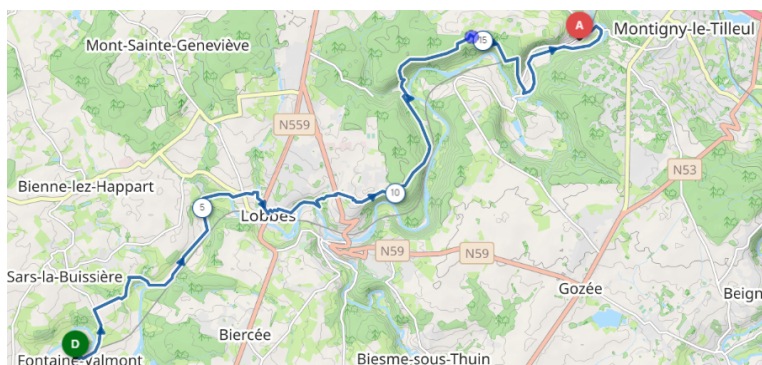 A
Montigny-le-Tilleul
Mont-Sainte-Geneviève
15
N559
N53
Bienne-lez-Happart
10
5
Lobbes
N59
N59
Sars-la-Buissière
Gozée
Beign
D
Biercée
Fontaine-Valmont
Biesme-sous-Thuin